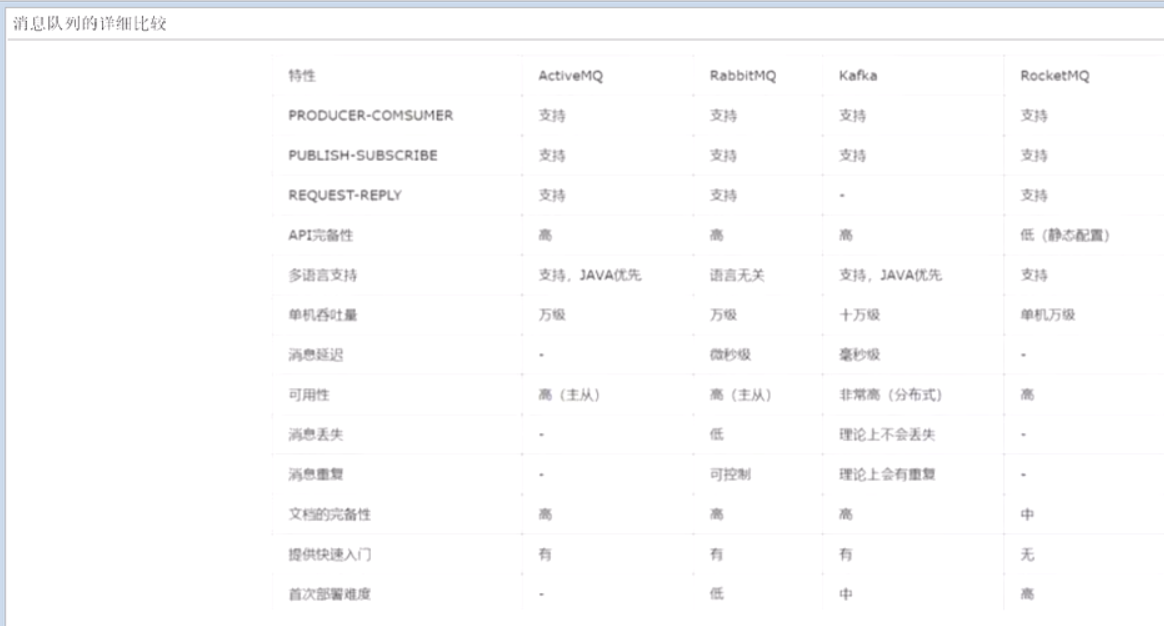 消息队列的详细比较
特性 ActiveMQ RabbitMQ Kafka RocketMQ
PRODUCER-COMSUMER 支持 支持 支持 支持
PUBLISH-SUBSCRIBE 支持 支持 支持 支持
REQUEST-REPLY 支持 支持 - 支持
API完备性 高 高 高 低（静态配置）
多语言支持 支持，JAVA优先 语言无关 支持，JAVA优先 支持
单机吞吐量 万级 万级 十万级 单机万级
消息延迟 - 微秒级 毫秒级 -
可用性 高（主从） 高（主从） 非常高（分布式） 高
消息丢失 - 低 理论上不会丢失 -
消息重复 - 可控制 理论上会有重复 -
文档的完备性 高 高 高 中
提供快速入门 有 有 有 无
首次部署难度 - 低 中 高